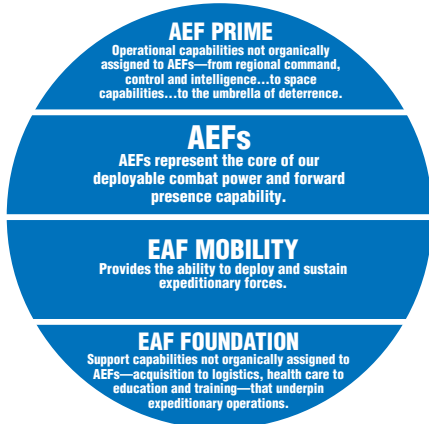 AEF PRIME
Operational capabilities not organically
assigned to AEFs—from regional command,
control and intelligence...to space
capabilities...to the umbrella of deterrence.
AEFs
AEFs represent the core of our
deployable combat power and forward
presence capability.
EAF MOBILITY
Provides the ability to deploy and sustain
expeditionary forces.
EAF FOUNDATION
Support capabilities not organically assigned to
AEFs—acquisition to logistics, health care to
education and training—that underpin
expeditionary operations.